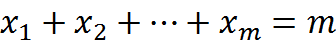 x₁ + x₂ + ⋯ + xₘ = m